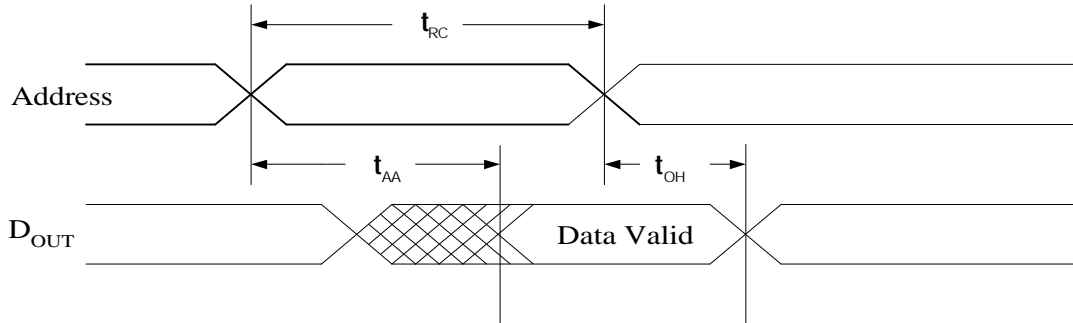 tRC
Address
tAA
tOH
DOUT
Data Valid